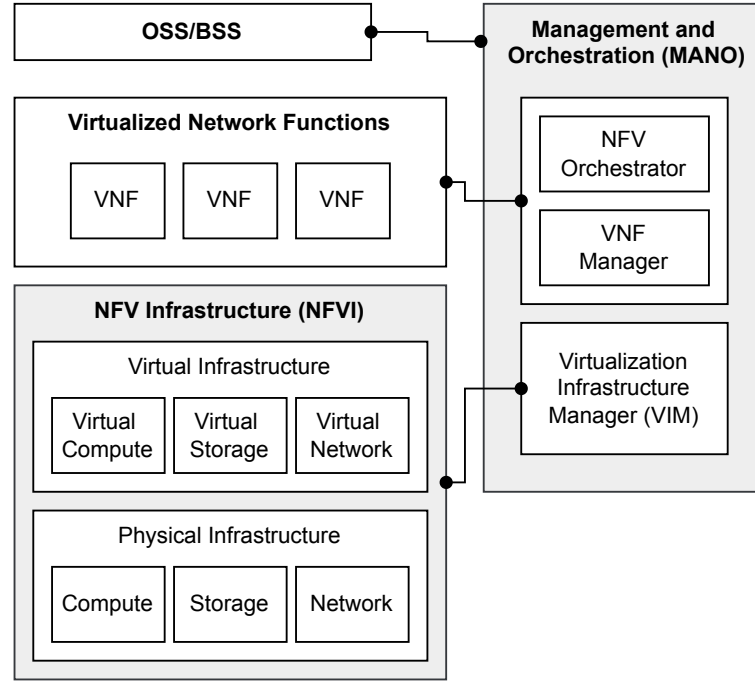 OSS/BSS
Management and
Orchestration (MANO)
Virtualized Network Functions
VNF
VNF
VNF
NFV
Orchestrator
VNF
Manager
NFV Infrastructure (NFVI)
Virtual Infrastructure
Virtual
Compute
Virtual
Storage
Virtual
Network
Virtualization
Infrastructure
Manager (VIM)
Physical Infrastructure
Compute
Storage
Network